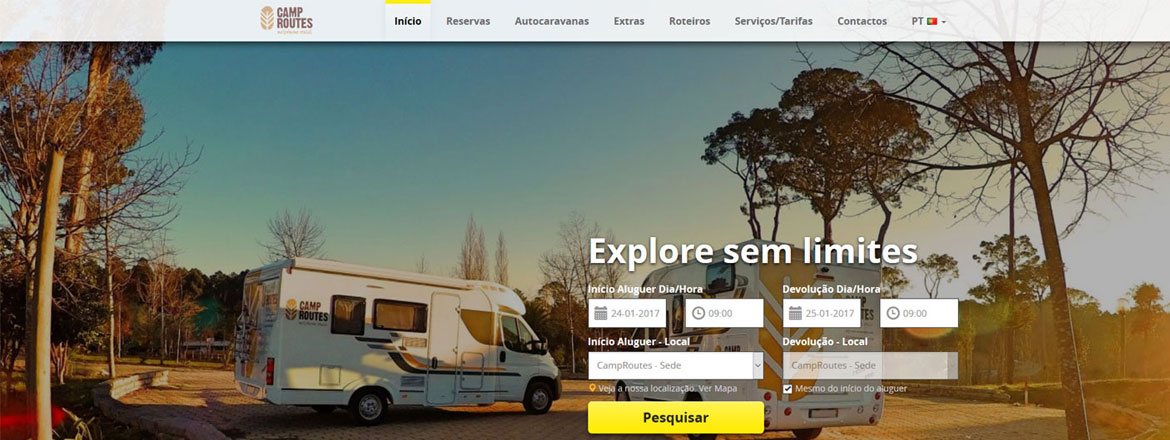 CAMP
ROUTES
Início
Reservas
Autocaravanas
Extras
Roteiros
Serviços/Tarifas
Contactos
PT
Explore sem limites
Início Aluguer Dia/Hora
Devolução Dia/Hora
24-01-2017
09:00
25-01-2017
09:00
Início Aluguer - Local
Devolução - Local
CampRoutes - Sede
CampRoutes - Sede
Veja a nossa localização. Ver Mapa
Mesmo do início do aluguer
Pesquisar
CAMP
ROUTES
CAMP
ROUTES